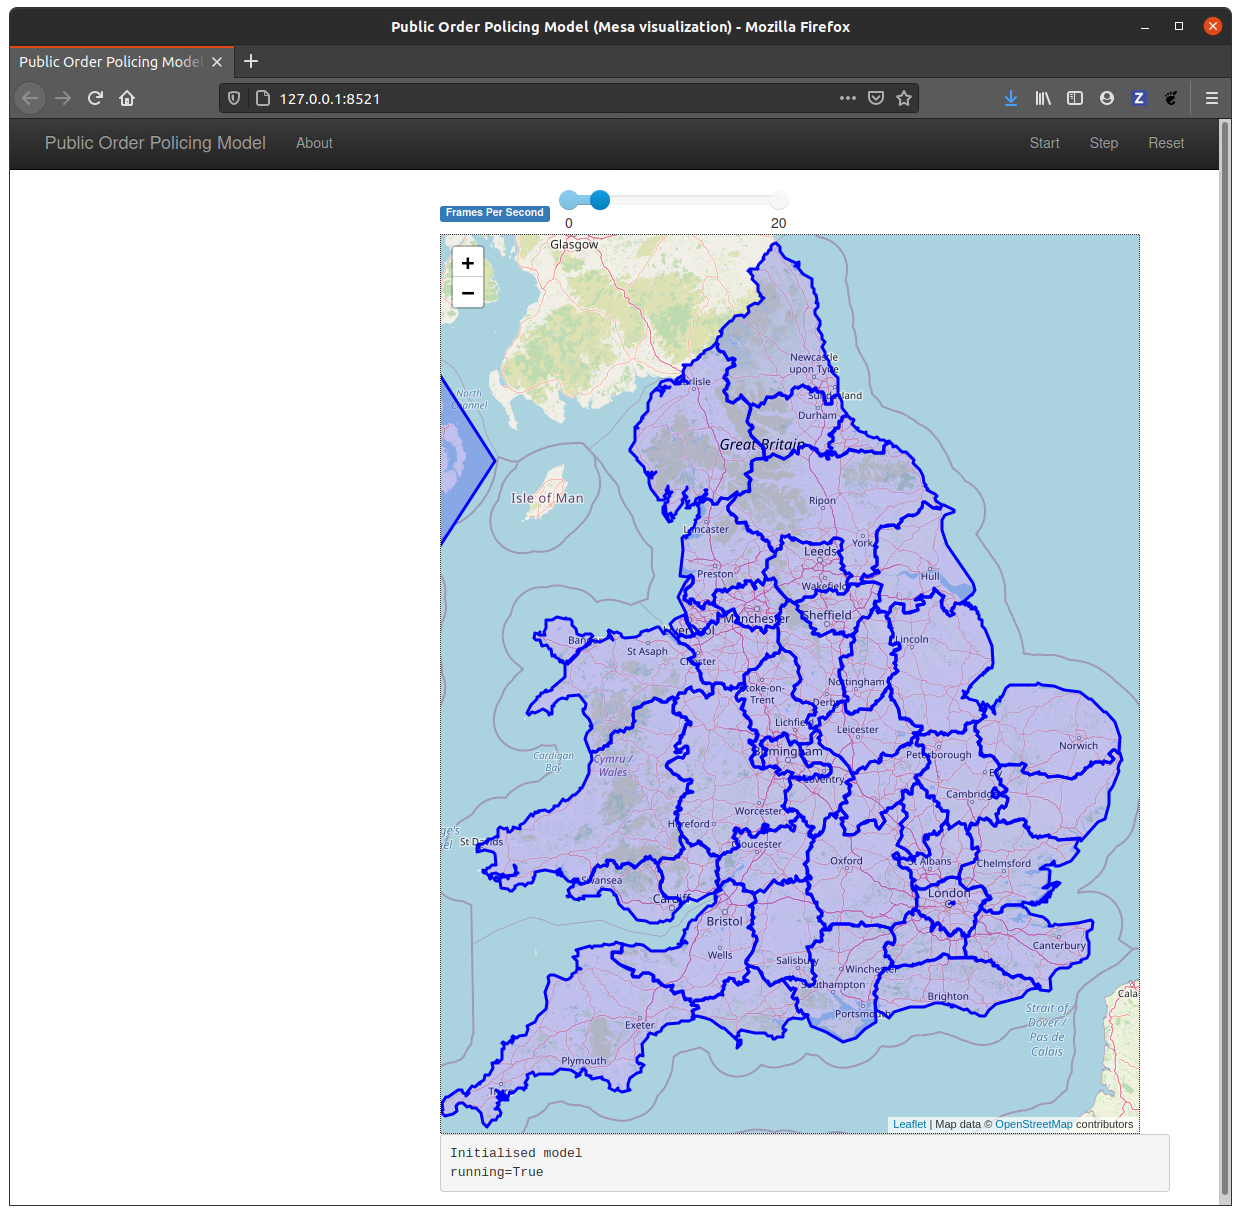 Public Order Policing Model (Mesa visualization) - Mozilla Firefox
Public Order Policing Model
127.0.0.1:8521
Public Order Policing Model About Start Step Reset
Frames Per Second
0 20
Glasgow
+
−
Newcastle
upon Tyne
Carlisle
North
Channel
Sunderland
Durham
Great Britain
Isle of Man
Ripon
Lancaster
York
Leeds
Preston
Hull
Wakefield
Manchester
Sheffield
Liverpool
Bangor
Lincoln
St Asaph
Chester
Nottingham
Stoke-on-
Trent
Derby
Lichfield
Leicester
Norwich
Birmingham
Peterborough
Cardigan
Bay
Cymru /
Wales
Ely
Coventry
Cambridge
Worcester
Hereford
St Davids
Gloucester
Oxford
St Albans
Chelmsford
Swansea
London
Cardiff
Bristol
Canterbury
Wells
Salisbury
Winchester
Southampton
Brighton
Portsmouth
Cala
Strait of
Dover /
Pas de
Calais
Exeter
Plymouth
Truro
Leaflet | Map data © OpenStreetMap contributors
Initialised model
running=True